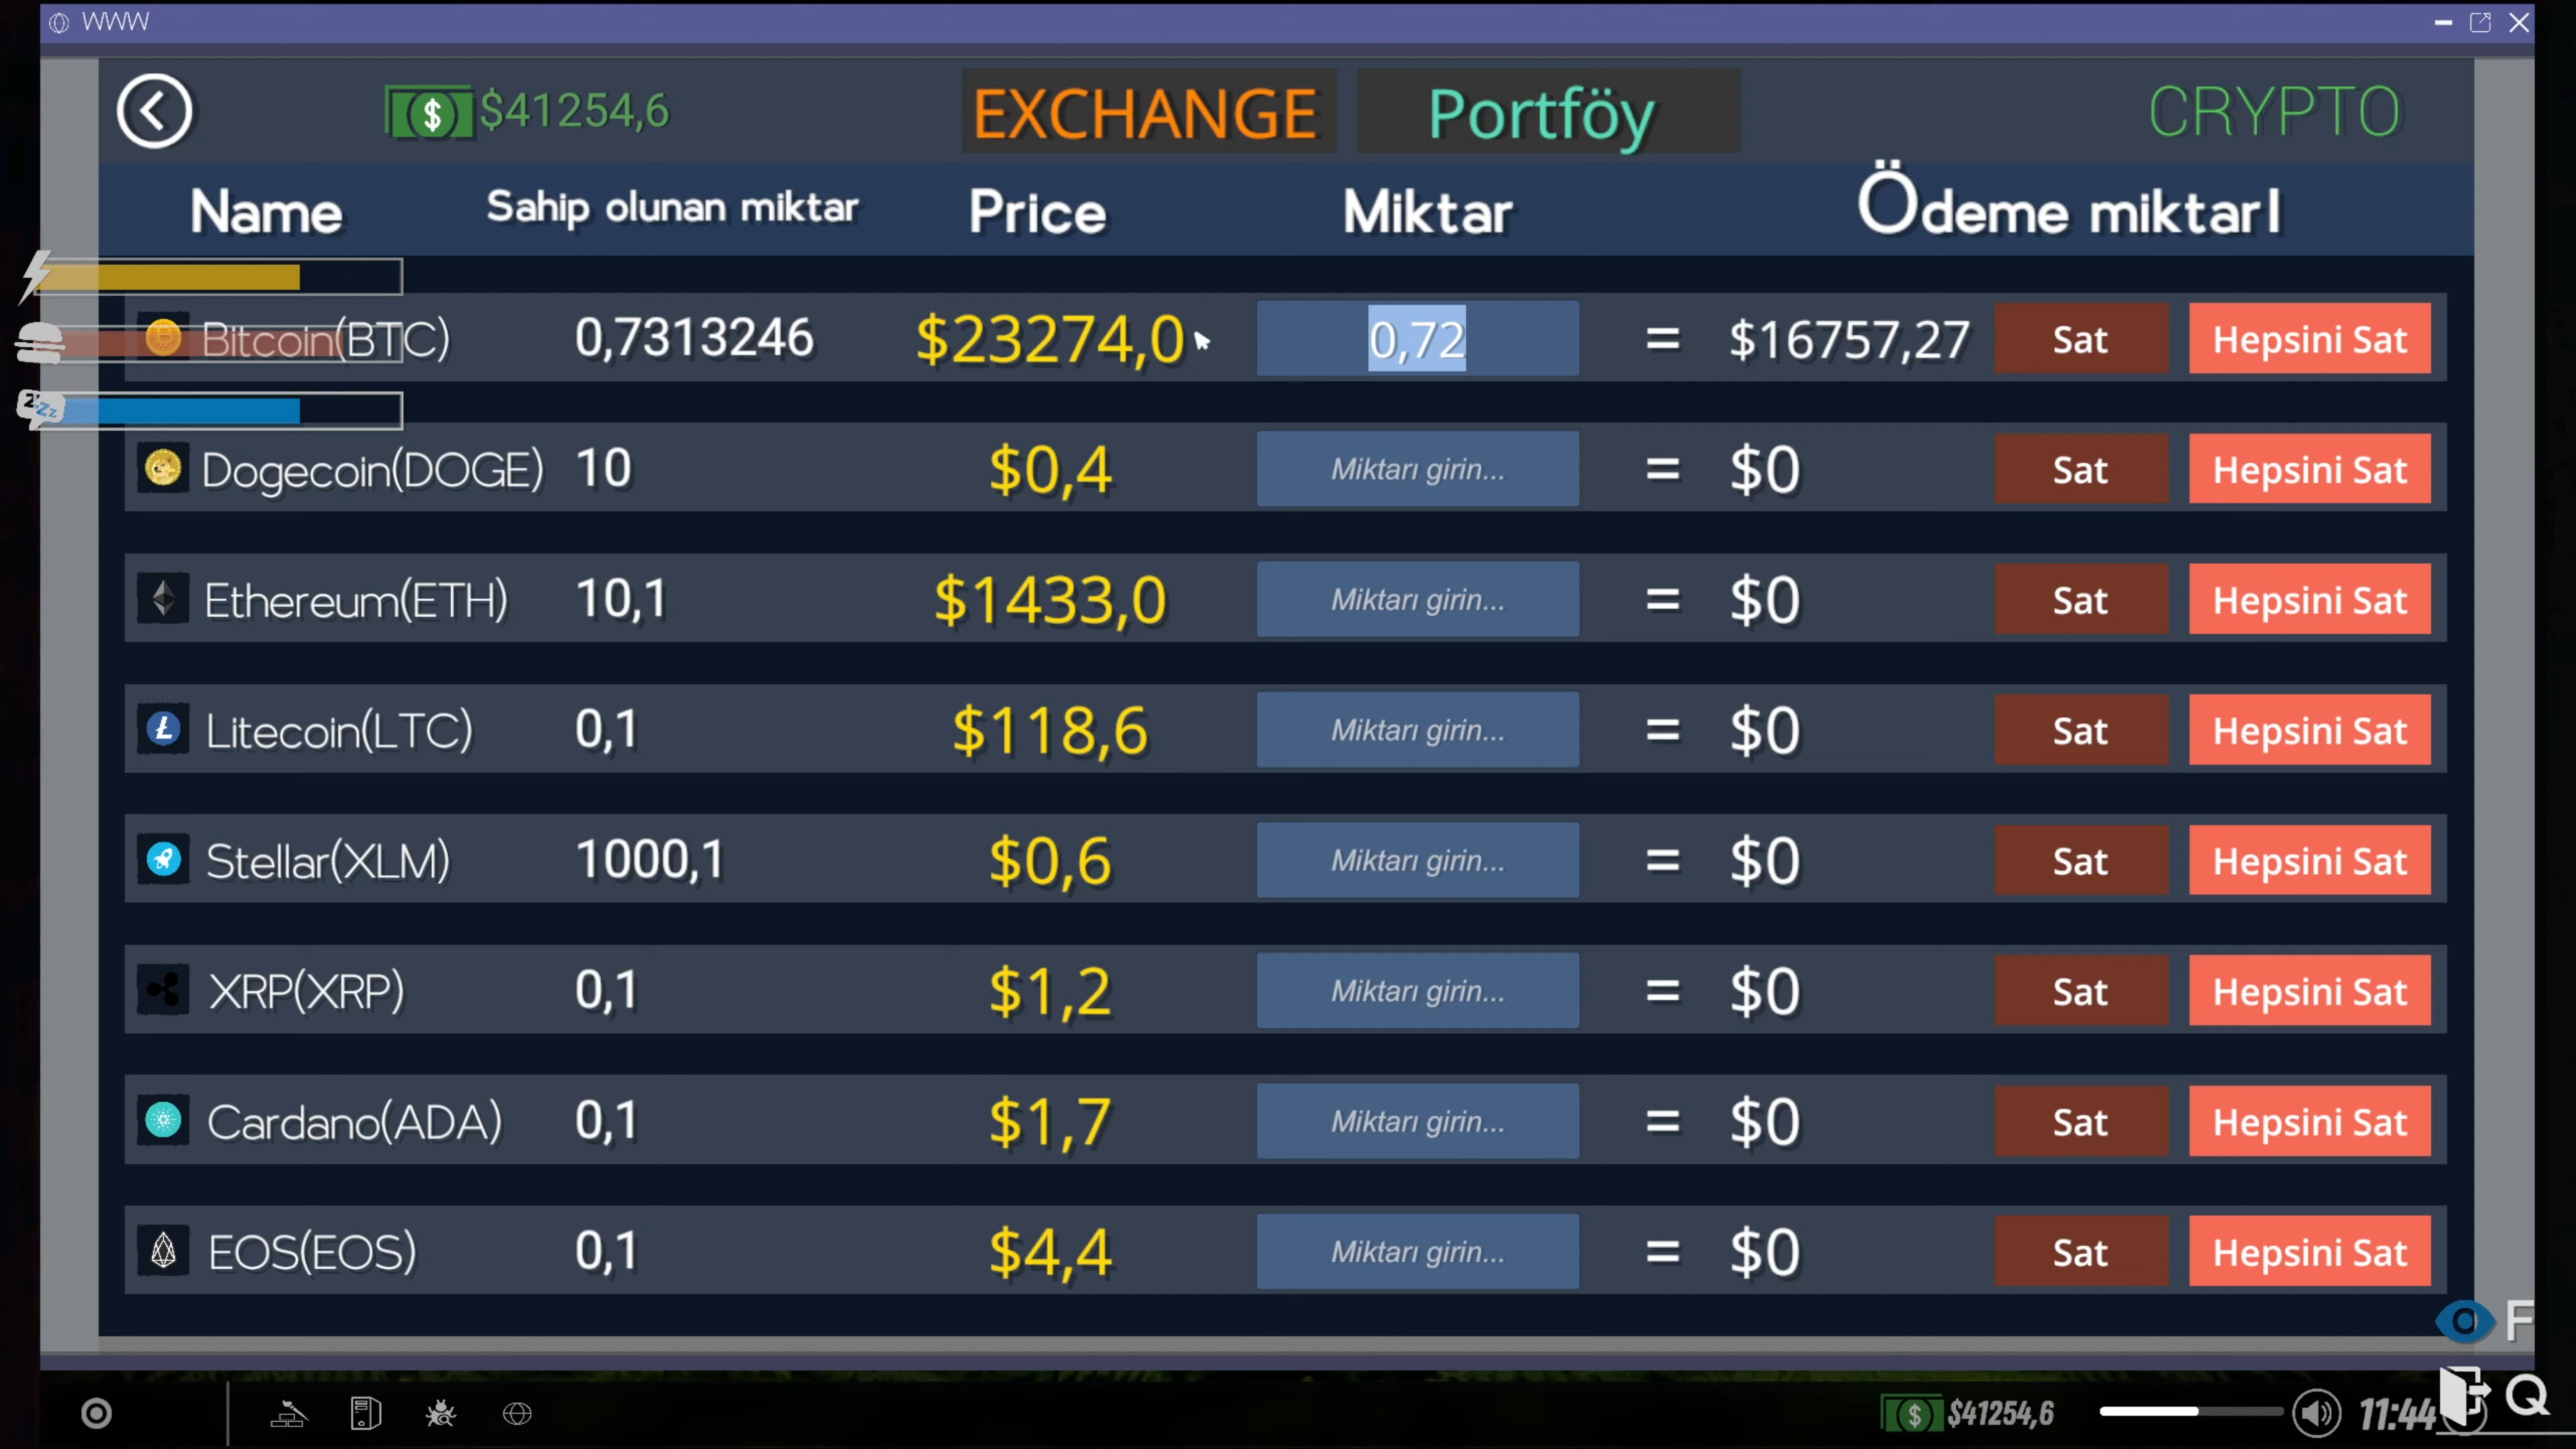 WWW
$41254,6 EXCHANGE Portföy CRYPTO
Name Sahip olunan miktar Price Miktar Ödeme miktarI
Bitcoin(BTC) 0,7313246 $23274,0 0,72 = $16757,27 Sat Hepsini Sat
Dogecoin(DOGE) 10 $0,4 Miktarı girin... = $0 Sat Hepsini Sat
Ethereum(ETH) 10,1 $1433,0 Miktarı girin... = $0 Sat Hepsini Sat
Litecoin(LTC) 0,1 $118,6 Miktarı girin... = $0 Sat Hepsini Sat
Stellar(XLM) 1000,1 $0,6 Miktarı girin... = $0 Sat Hepsini Sat
XRP(XRP) 0,1 $1,2 Miktarı girin... = $0 Sat Hepsini Sat
Cardano(ADA) 0,1 $1,7 Miktarı girin... = $0 Sat Hepsini Sat
EOS(EOS) 0,1 $4,4 Miktarı girin... = $0 Sat Hepsini Sat
F
$41254,6 11:44 Q